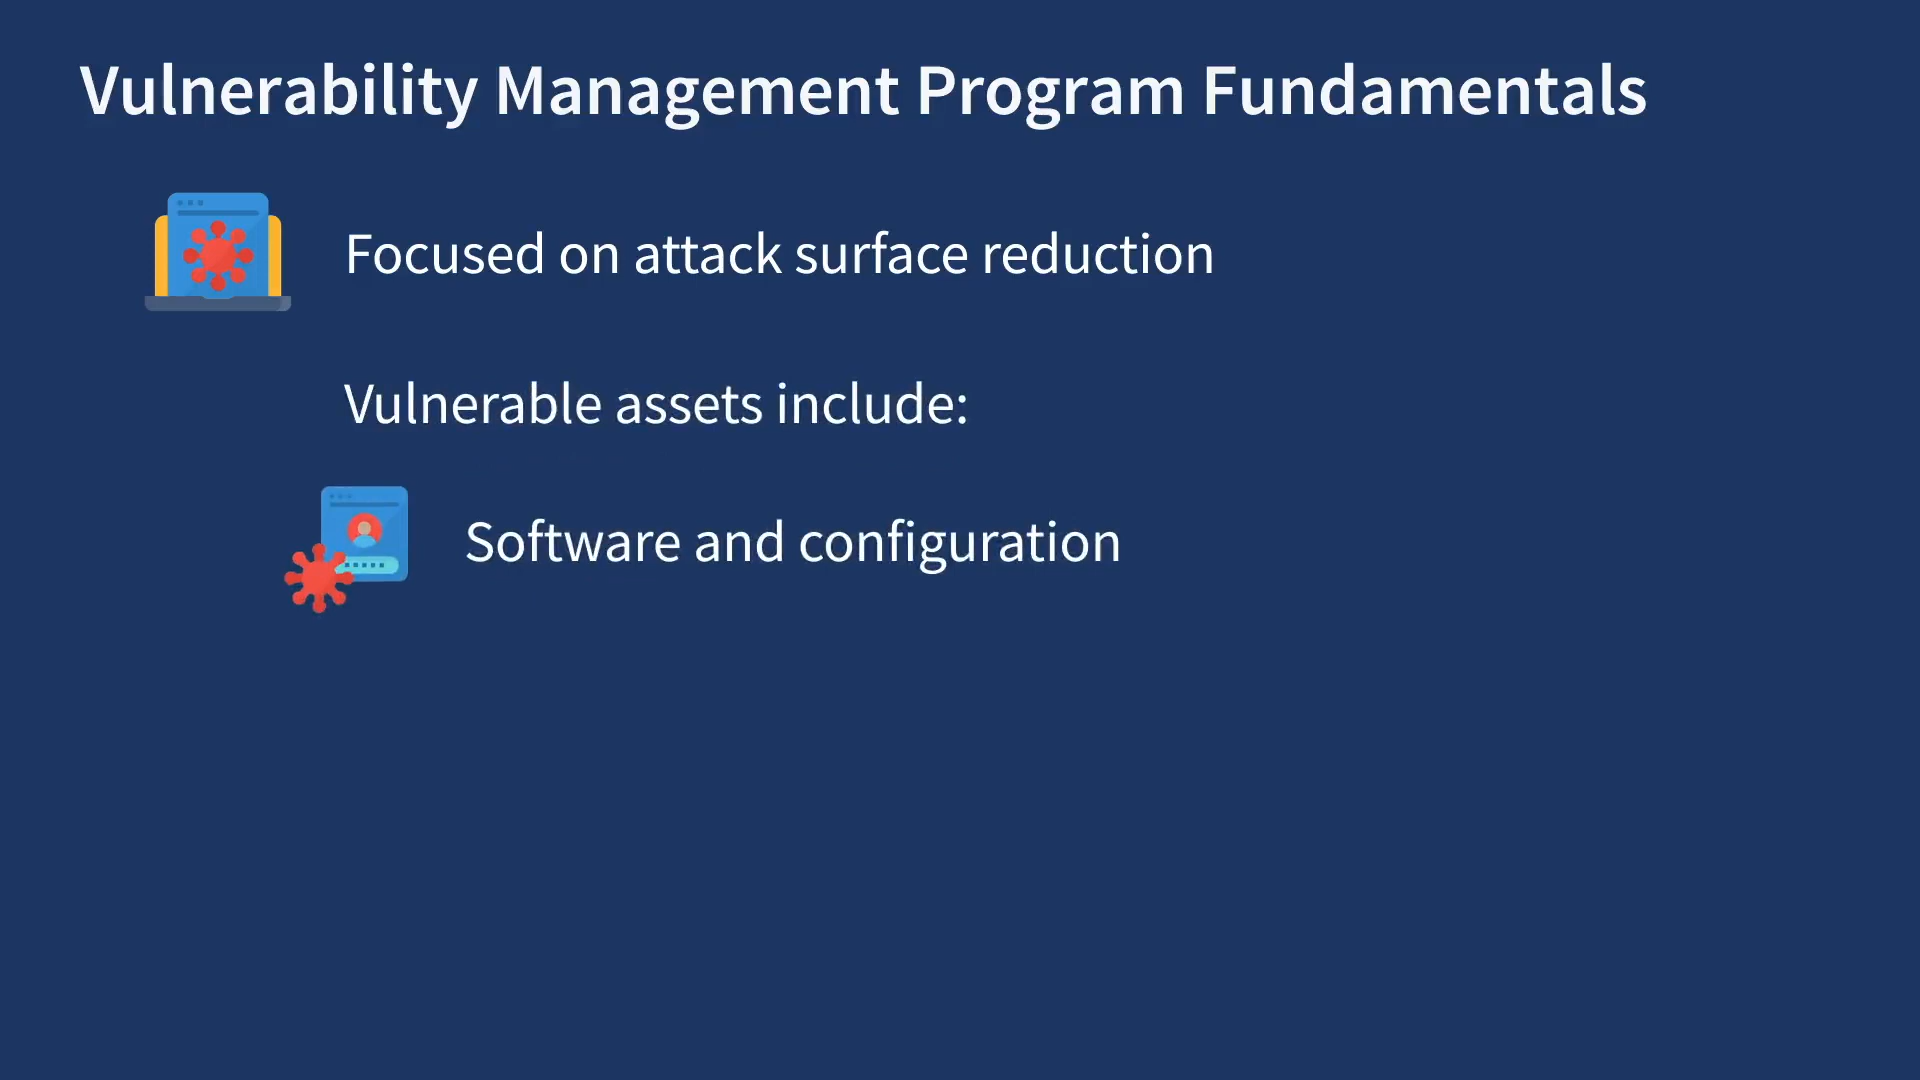 Vulnerability Management Program Fundamentals
Focused on attack surface reduction
Vulnerable assets include:
Software and configuration